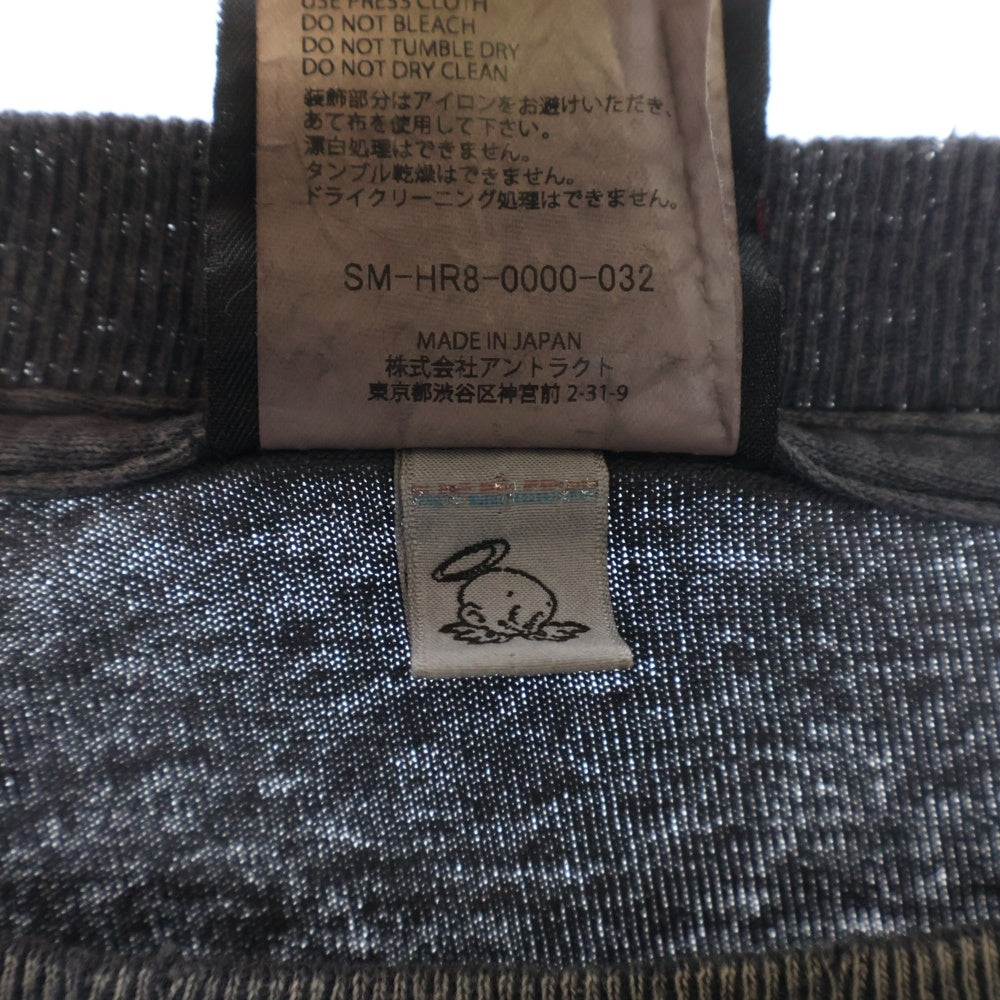 USE PRESS CLOTH
DO NOT BLEACH
DO NOT TUMBLE DRY
DO NOT DRY CLEAN
装飾部分はアイロンをお避けいただき、
あて布を使用して下さい。
漂白処理はできません。
タンブル乾燥はできません。
ドライクリーニング処理はできません。
SM-HR8-0000-032
MADE IN JAPAN
株式会社アントラクト
東京都渋谷区神宮前 2-31-9